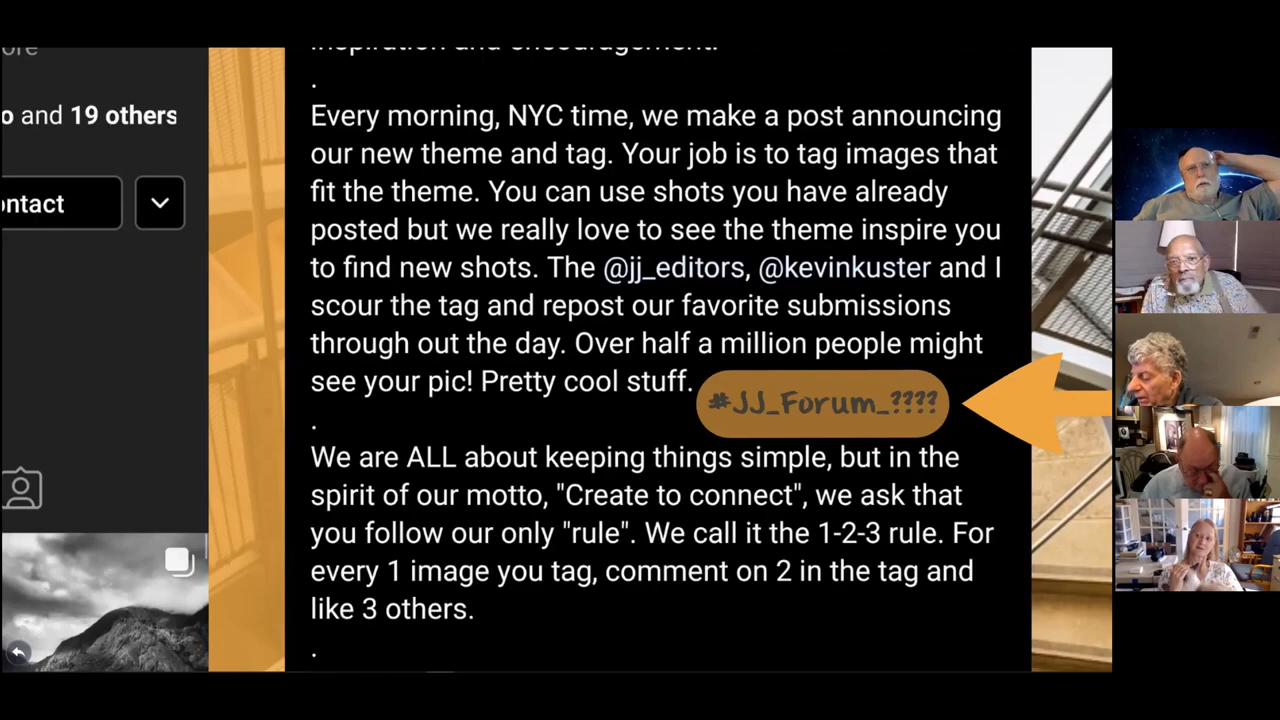 ore
inspiration and encouragement.
o and 19 others
ontact
.
Every morning, NYC time, we make a post announcing
our new theme and tag. Your job is to tag images that
fit the theme. You can use shots you have already
posted but we really love to see the theme inspire you
to find new shots. The @jj_editors, @kevinkuster and I
scour the tag and repost our favorite submissions
through out the day. Over half a million people might
see your pic! Pretty cool stuff.
#JJ_Forum_????
.
We are ALL about keeping things simple, but in the
spirit of our motto, "Create to connect", we ask that
you follow our only "rule". We call it the 1-2-3 rule. For
every 1 image you tag, comment on 2 in the tag and
like 3 others.
.